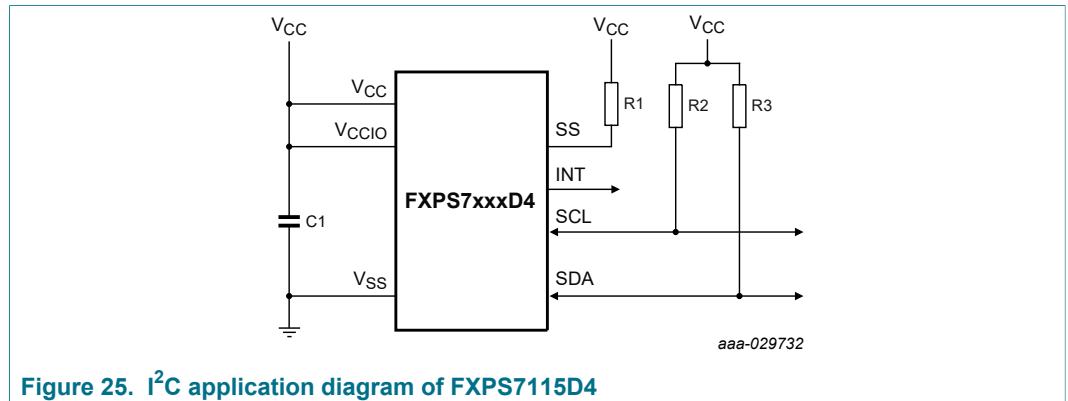 VCC VCC VCC
VCC
VCCIO
R1 R2 R3
SS
INT
FXPS7xxxD4
SCL
C1
VSS
SDA
aaa-029732
Figure 25. I2C application diagram of FXPS7115D4